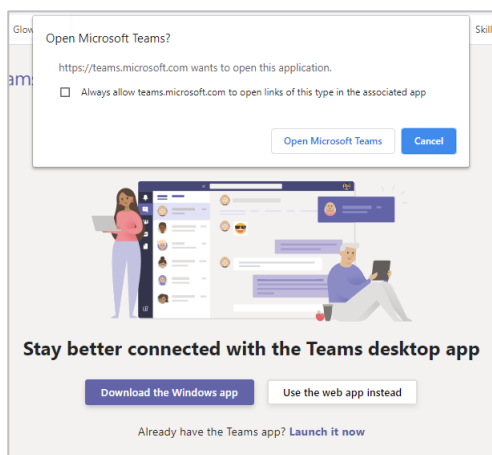 Glow
Skill
Open Microsoft Teams?
https://teams.microsoft.com wants to open this application.
Always allow teams.microsoft.com to open links of this type in the associated app
Open Microsoft Teams
Cancel
Stay better connected with the Teams desktop app
Download the Windows app
Use the web app instead
Already have the Teams app? Launch it now